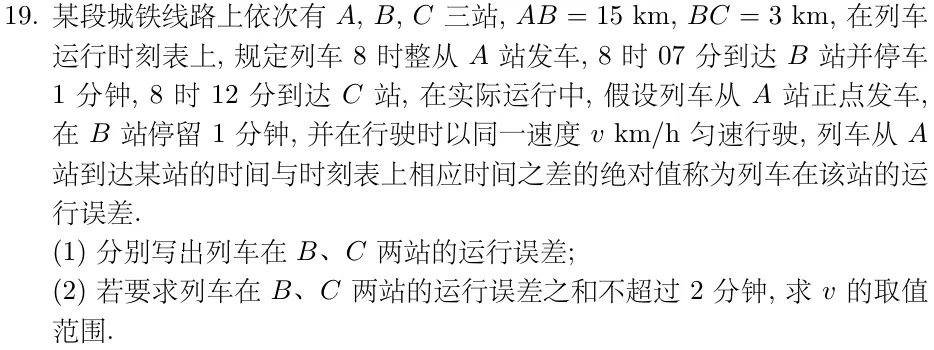 19. 某段城铁线路上依次有 A, B, C 三站, AB = 15 km, BC = 3 km, 在列车
运行时刻表上, 规定列车 8 时整从 A 站发车, 8 时 07 分到达 B 站并停车
1 分钟, 8 时 12 分到达 C 站, 在实际运行中, 假设列车从 A 站正点发车,
在 B 站停留 1 分钟, 并在行驶时以同一速度 v km/h 匀速行驶, 列车从 A
站到达某站的时间与时刻表上相应时间之差的绝对值称为列车在该站的运
行误差.
(1) 分别写出列车在 B、C 两站的运行误差;
(2) 若要求列车在 B、C 两站的运行误差之和不超过 2 分钟, 求 v 的取值
范围.